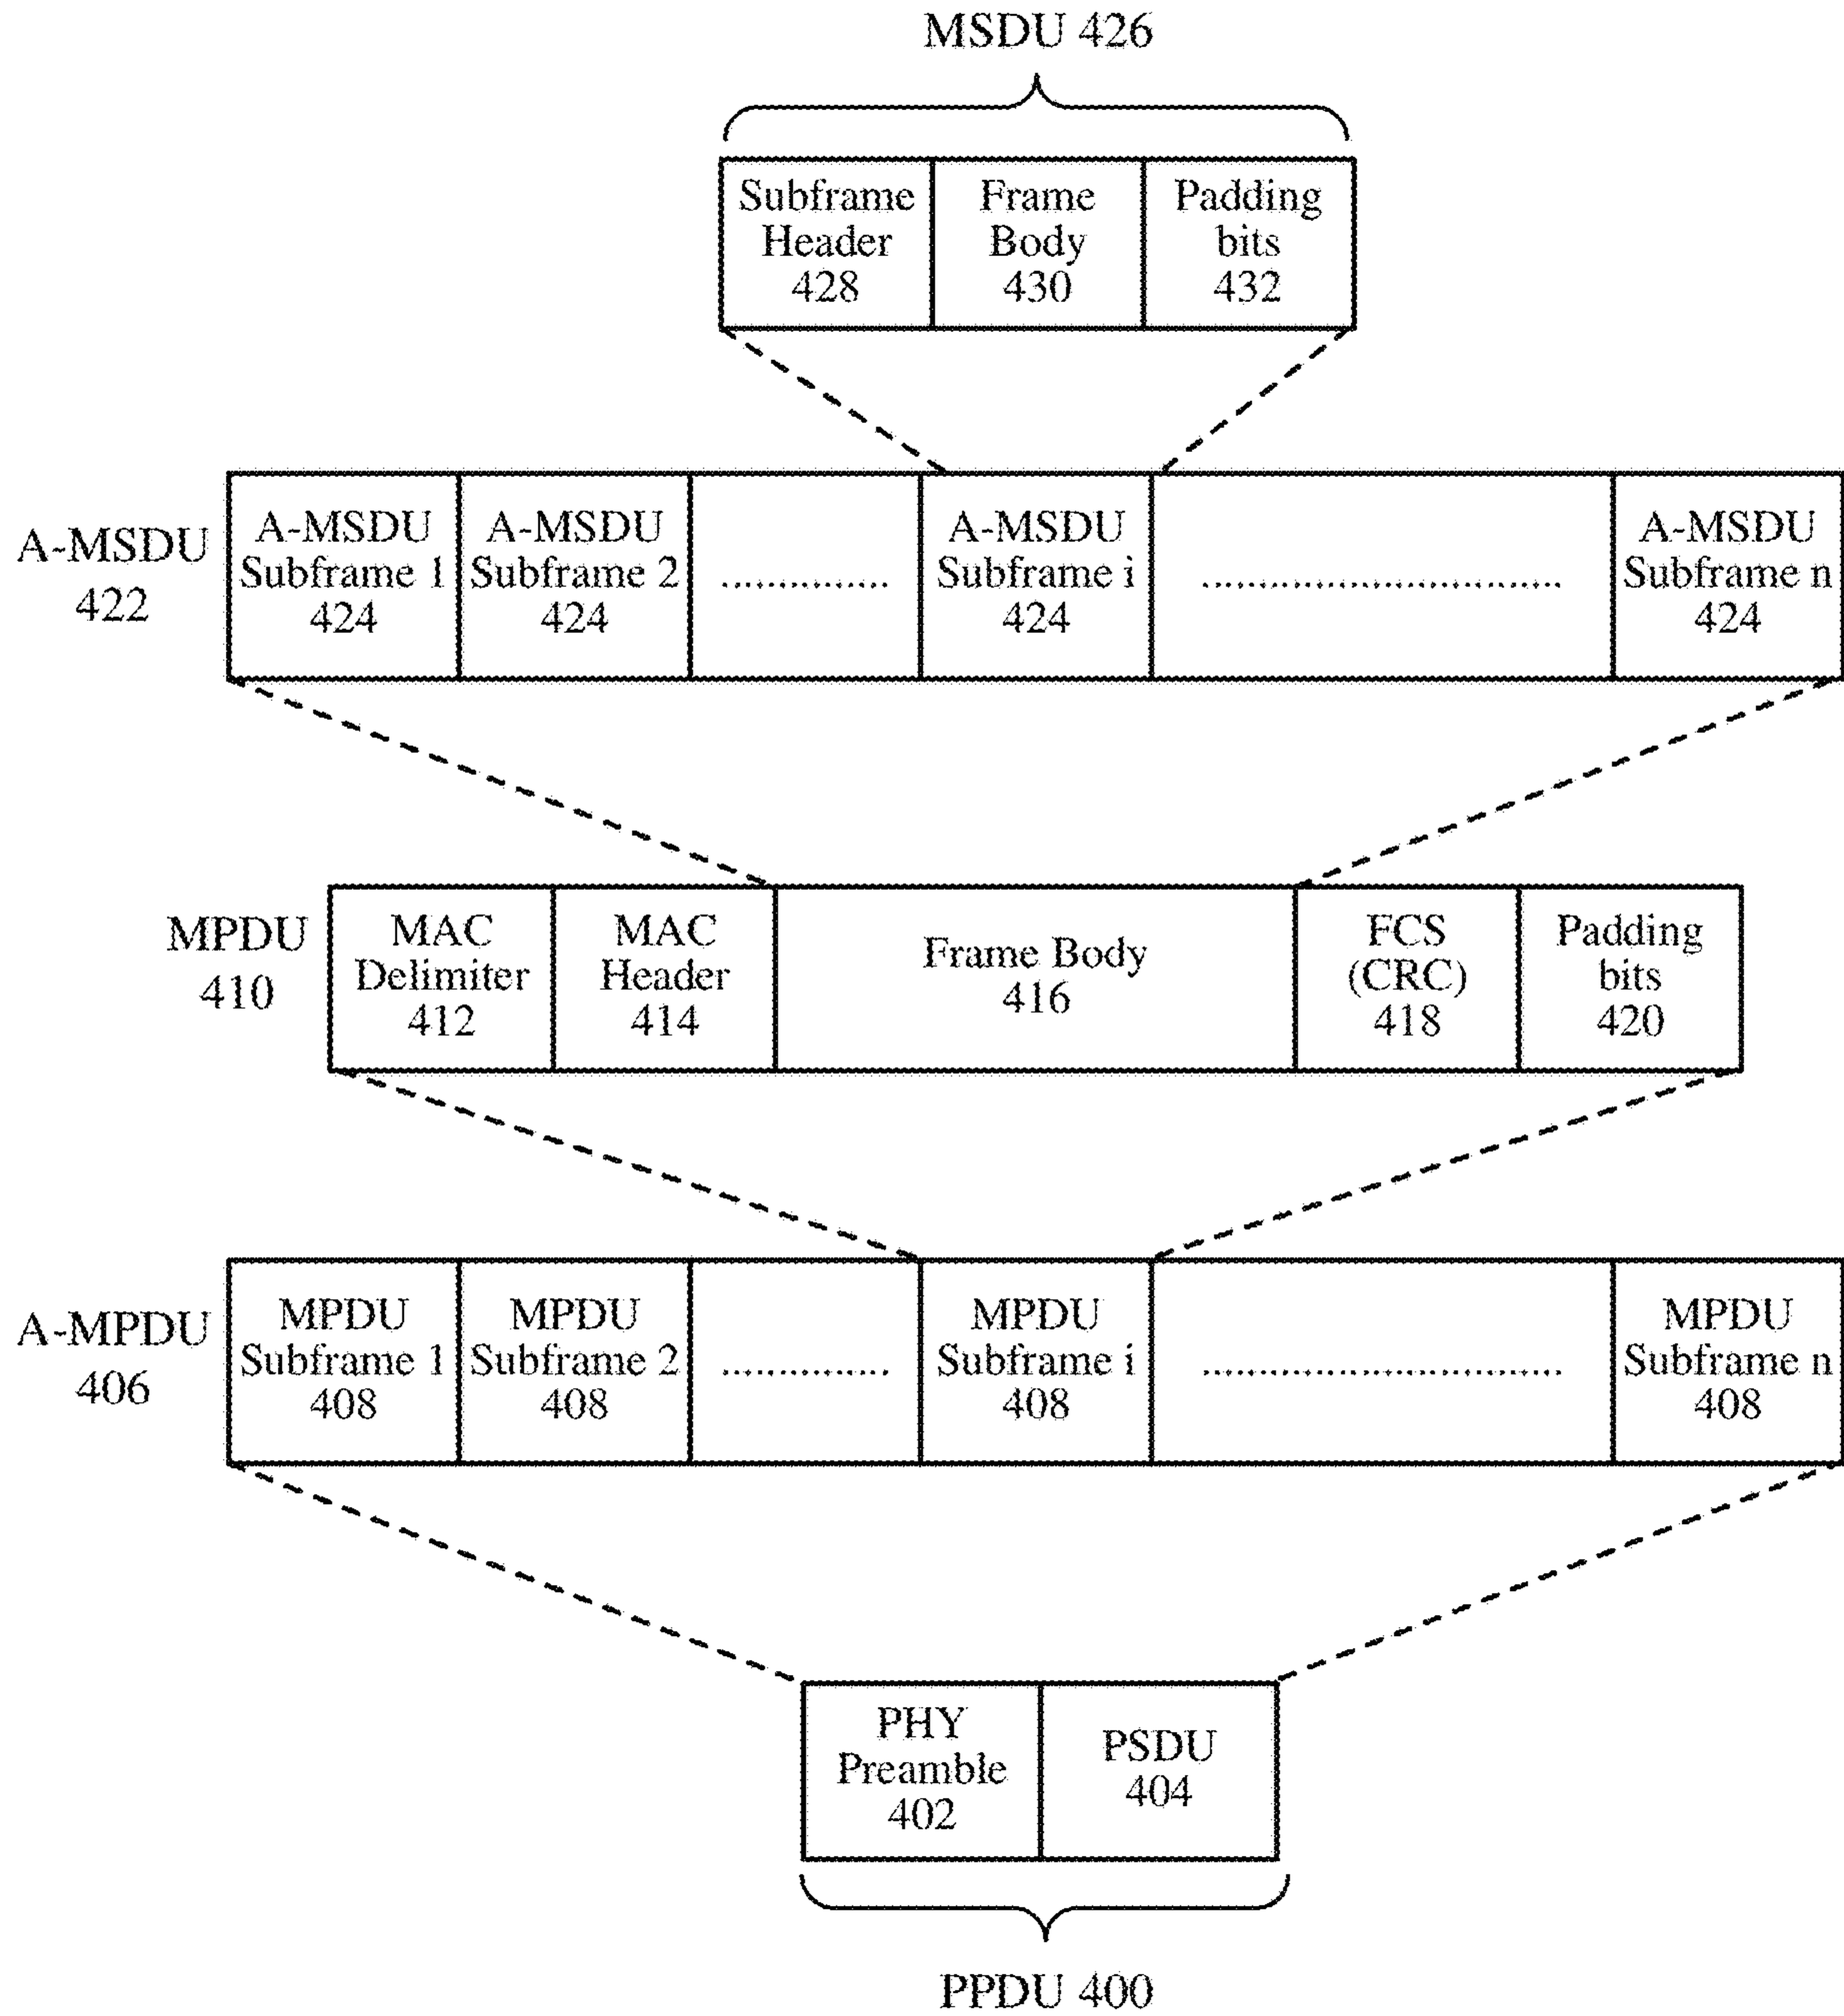 MSDU 426
Subframe
Header
428
Frame
Body
430
Padding
bits
432
A-MSDU
422
A-MSDU
Subframe 1
424
A-MSDU
Subframe 2
424
................
A-MSDU
Subframe i
424
..................................
A-MSDU
Subframe n
424
MPDU
410
MAC
Delimiter
412
MAC
Header
414
Frame Body
416
FCS
(CRC)
418
Padding
bits
420
A-MPDU
406
MPDU
Subframe 1
408
MPDU
Subframe 2
408
................
MPDU
Subframe i
408
..................................
MPDU
Subframe n
408
PHY
Preamble
402
PSDU
404
PPDU 400